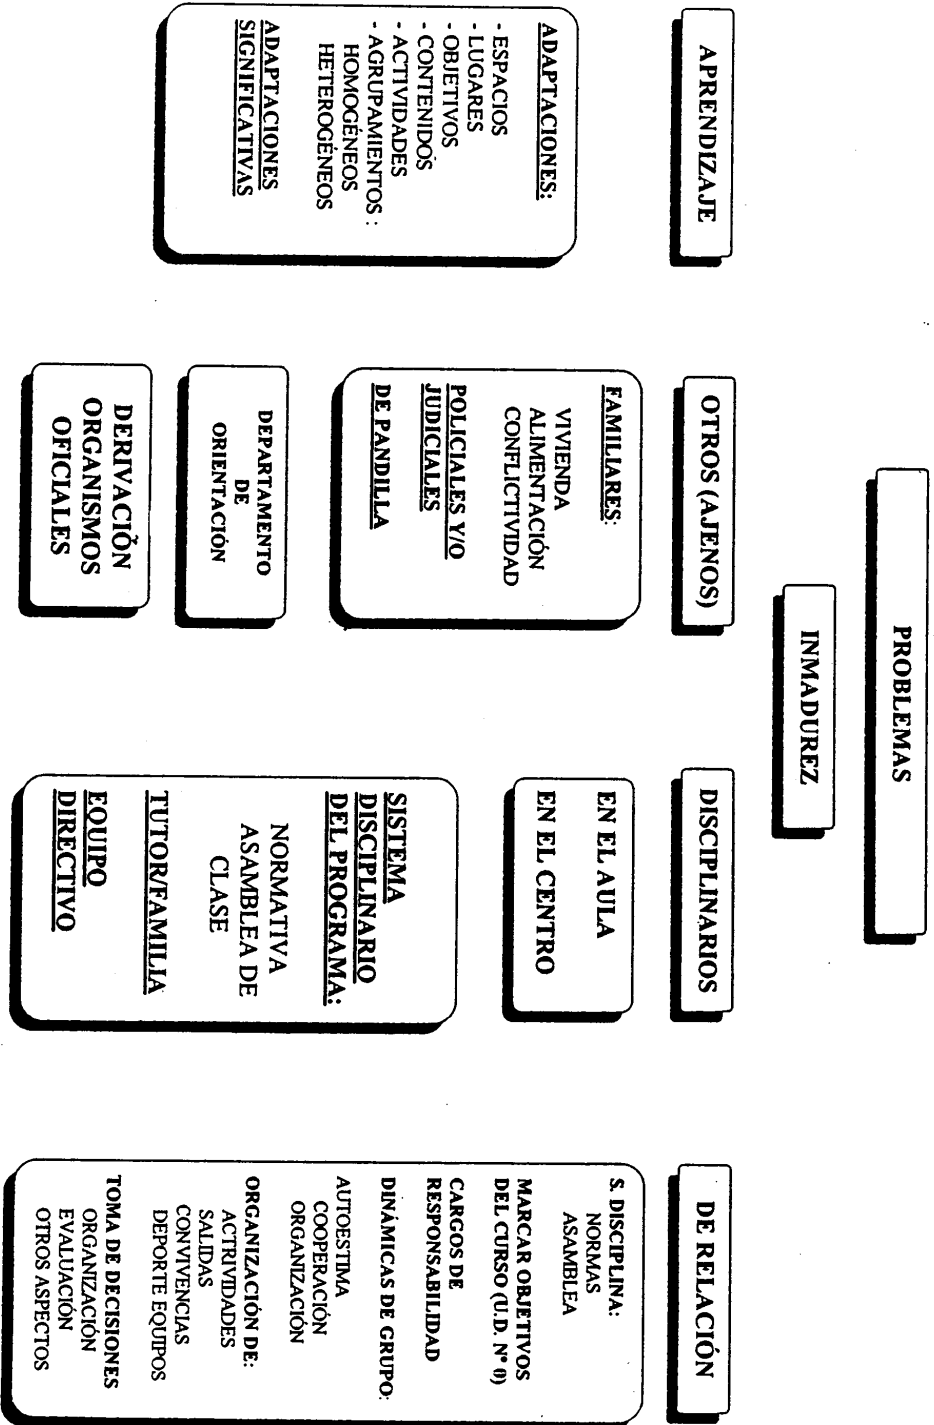 PROBLEMAS
INMADUREZ
APRENDIZAJE
ADAPTACIONES:
- ESPACIOS
- LUGARES
- OBJETIVOS
- CONTENIDOS
- ACTIVIDADES
- AGRUPAMIENTOS :
HOMOGÉNEOS
HETEROGÉNEOS
ADAPTACIONES
SIGNIFICATIVAS
OTROS (AJENOS)
FAMILIARES:
VIVIENDA
ALIMENTACIÓN
CONFLICTIVIDAD
POLICIALES Y/O
JUDICIALES
DE PANDILLA
DEPARTAMENTO
DE
ORIENTACIÓN
DERIVACIÓN
ORGANISMOS
OFICIALES
DISCIPLINARIOS
EN EL AULA
EN EL CENTRO
SISTEMA
DISCIPLINARIO
DEL PROGRAMA:
NORMATIVA
ASAMBLEA DE
CLASE
TUTOR/FAMILIA
EQUIPO
DIRECTIVO
DE RELACIÓN
S. DISCIPLINA:
NORMAS
ASAMBLEA
MARCAR OBJETIVOS
DEL CURSO (U.D. Nº 0)
CARGOS DE
RESPONSABILIDAD
DINÁMICAS DE GRUPO:
AUTOESTIMA
COOPERACIÓN
ORGANIZACIÓN
ORGANIZACIÓN DE:
ACTRIVIDADES
SALIDAS
CONVIVENCIAS
DEPORTE EQUIPOS
TOMA DE DECISIONES
ORGANIZACIÓN
EVALUACIÓN
OTROS ASPECTOS